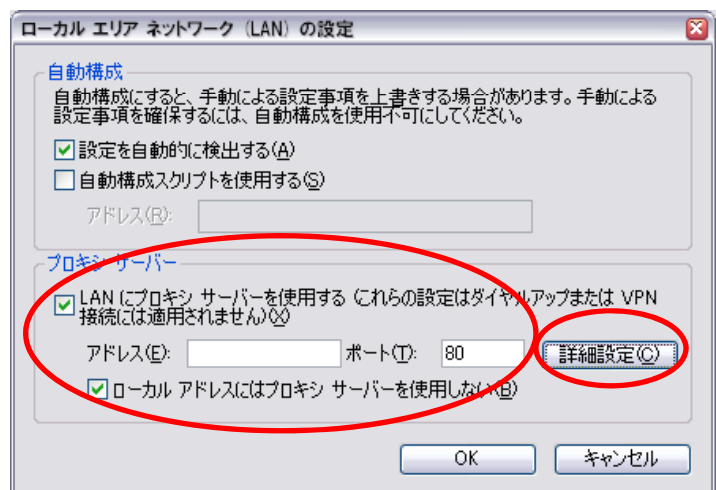 ローカル エリア ネットワーク (LAN) の設定
自動構成
自動構成にすると、手動による設定事項を上書きする場合があります。手動による
設定事項を確保するには、自動構成を使用不可にしてください。
設定を自動的に検出する(A)
自動構成スクリプトを使用する(S)
アドレス(R):
プロキシ サーバー
LAN にプロキシ サーバーを使用する (これらの設定はダイヤルアップまたは VPN
接続には適用されません)(X)
アドレス(E): ポート(T): 80 詳細設定(C)
ローカル アドレスにはプロキシ サーバーを使用しない(B)
OK キャンセル